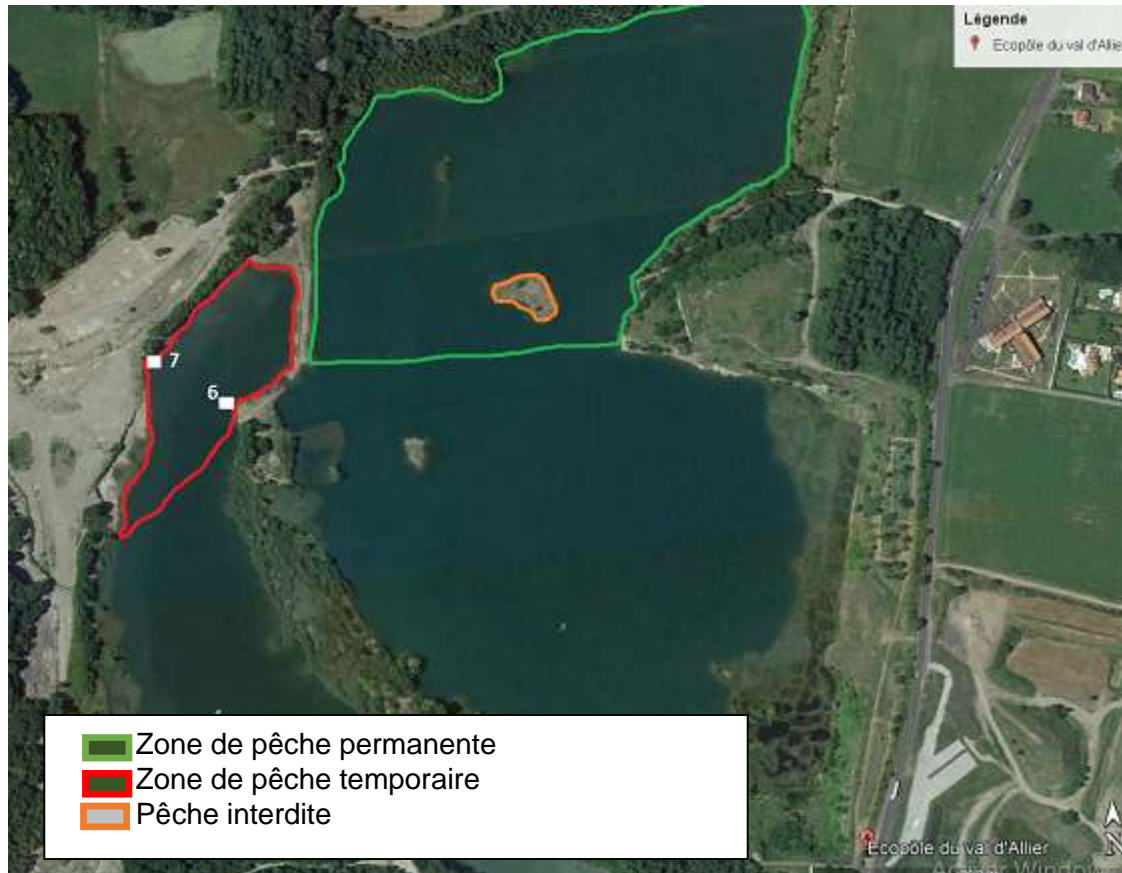 Légende
Ecopôle du val d'Allie
7
6
Zone de pêche permanente
Zone de pêche temporaire
Pêche interdite
Ecopôle du val d'Allier
N